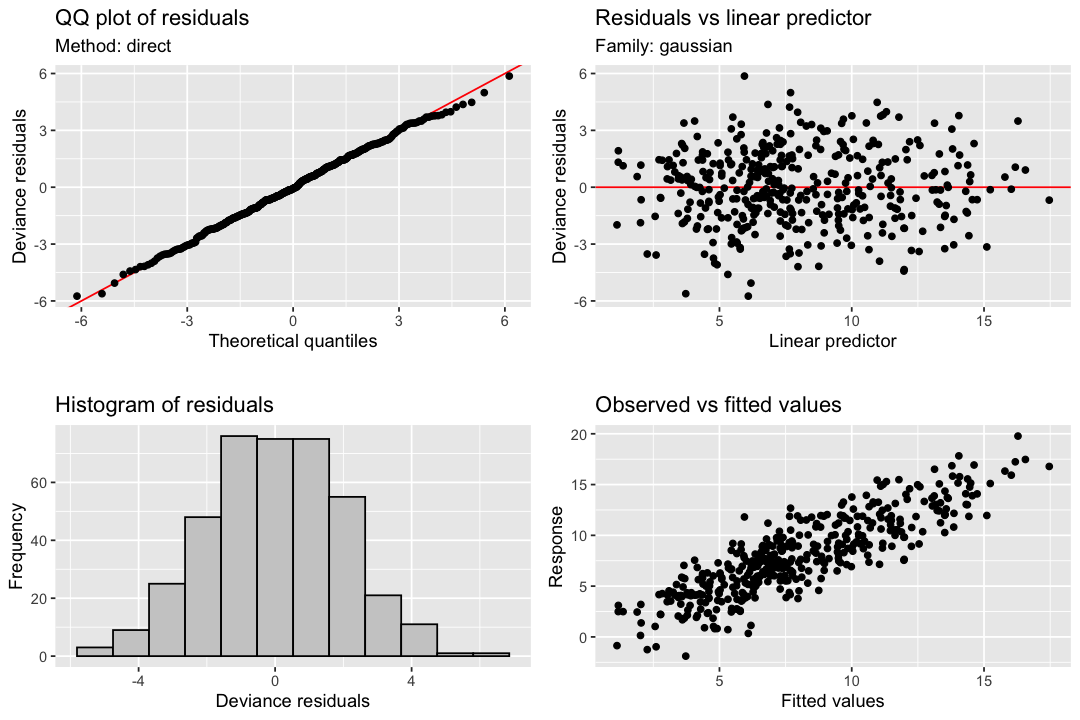 QQ plot of residuals
Method: direct
6
3
0
-3
-6
Deviance residuals
-6
-3
0
3
6
Theoretical quantiles
Residuals vs linear predictor
Family: gaussian
6
3
0
-3
-6
Deviance residuals
5
10
15
Linear predictor
Histogram of residuals
60
40
20
0
Frequency
-4
0
4
Deviance residuals
Observed vs fitted values
20
15
10
5
0
Response
5
10
15
Fitted values